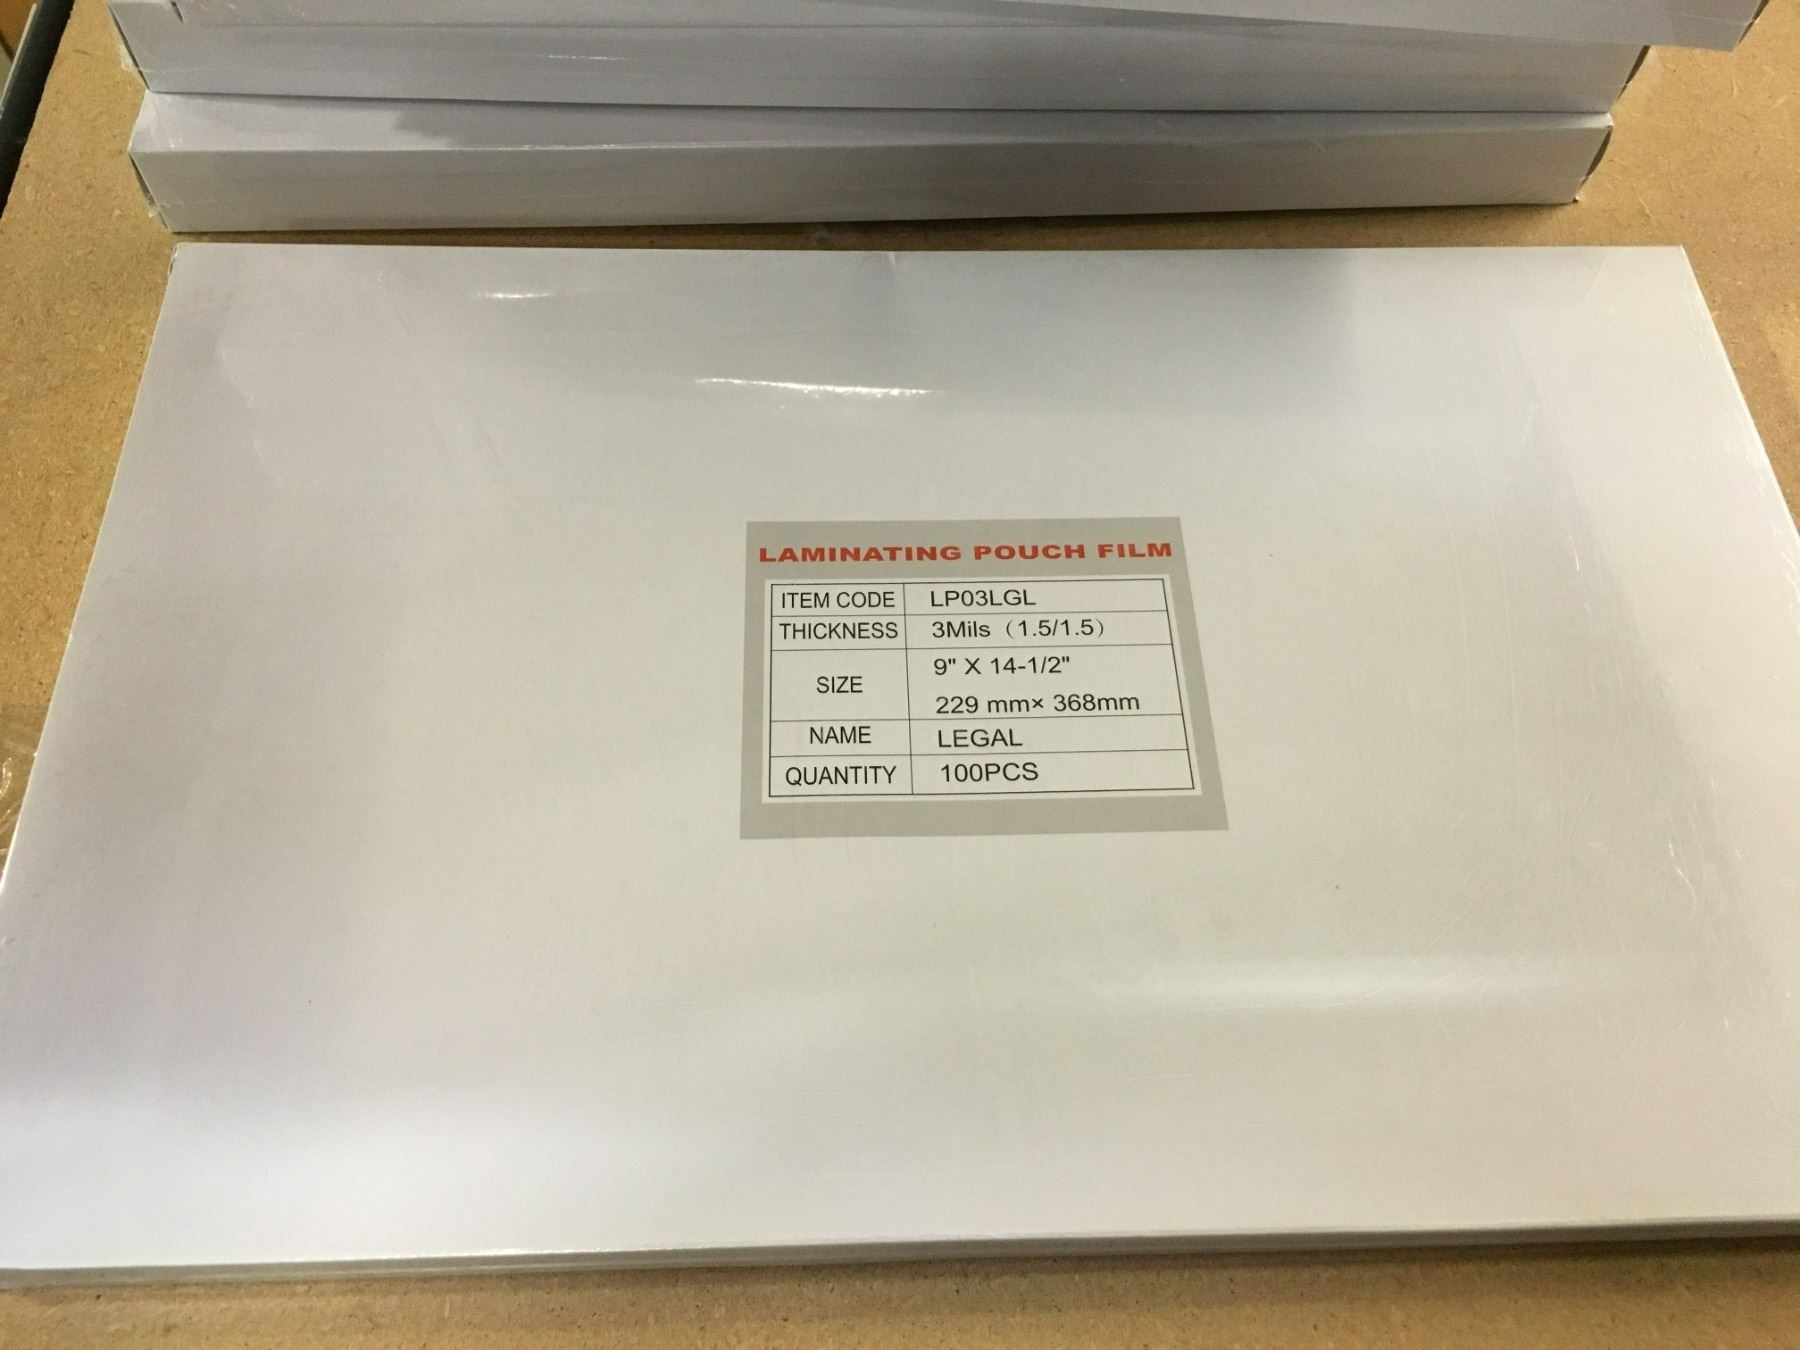 LAMINATING POUCH FILM
ITEM CODE LP03LGL
THICKNESS 3Mils（1.5/1.5）
SIZE 9" X 14-1/2"
229 mm× 368mm
NAME LEGAL
QUANTITY 100PCS